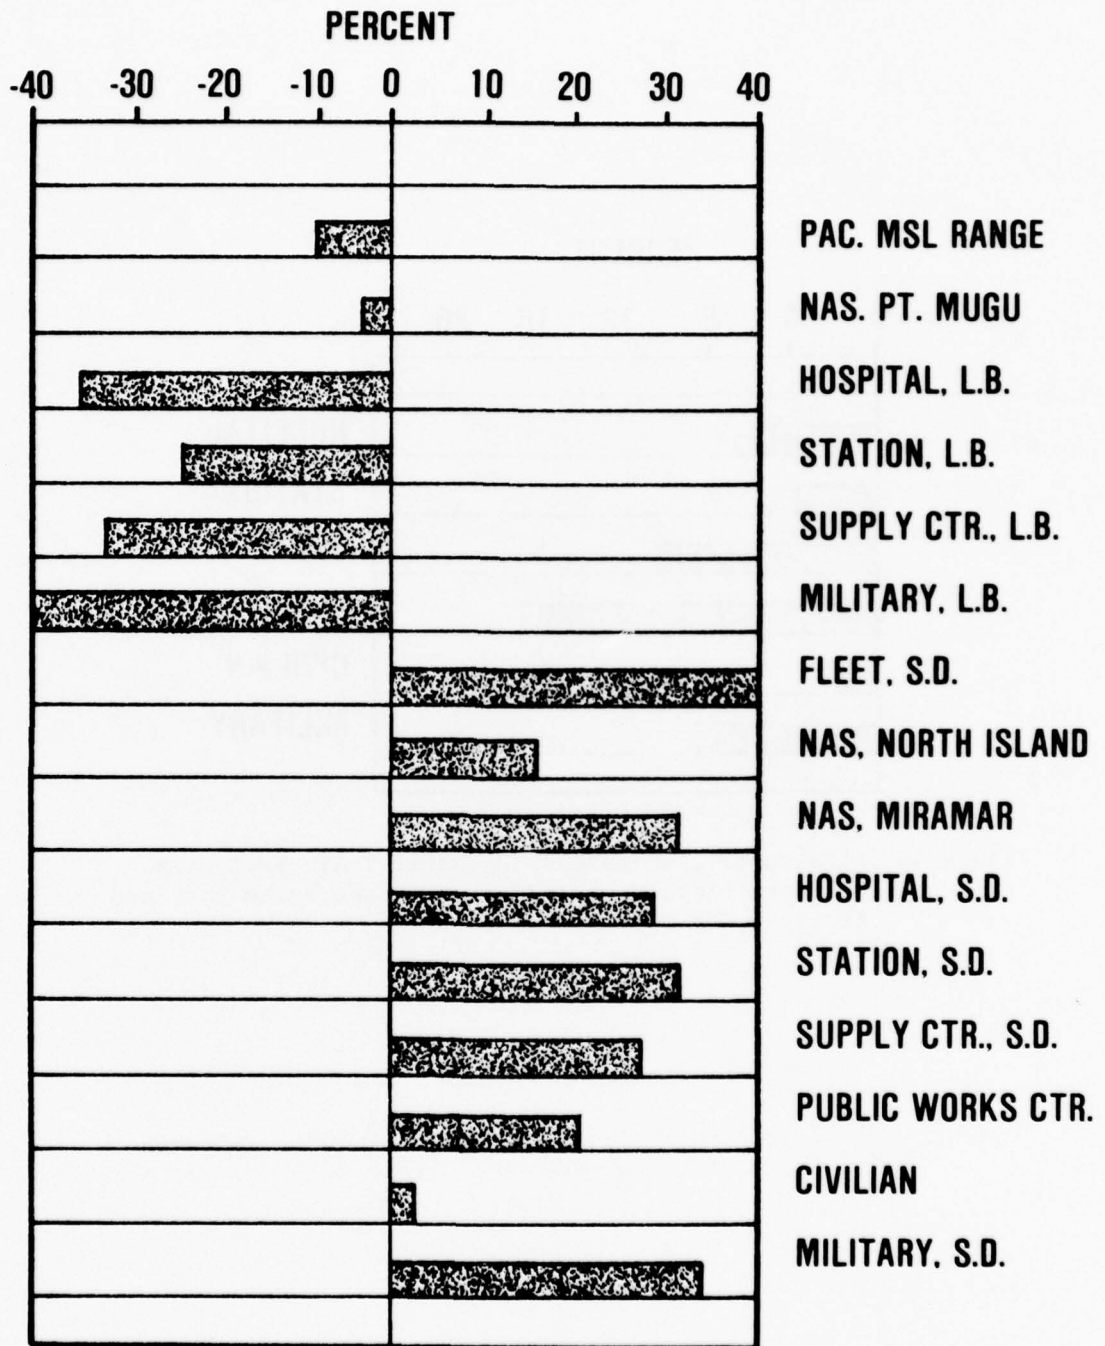 PERCENT
-40 -30 -20 -10 0 10 20 30 40
PAC. MSL RANGE
NAS. PT. MUGU
HOSPITAL, L.B.
STATION, L.B.
SUPPLY CTR., L.B.
MILITARY, L.B.
FLEET, S.D.
NAS, NORTH ISLAND
NAS, MIRAMAR
HOSPITAL, S.D.
STATION, S.D.
SUPPLY CTR., S.D.
PUBLIC WORKS CTR.
CIVILIAN
MILITARY, S.D.